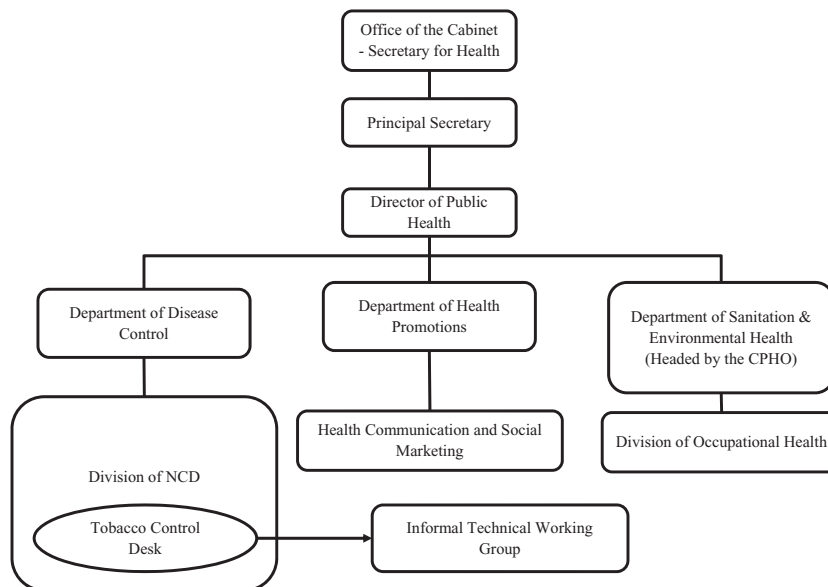 Office of the Cabinet
- Secretary for Health
Principal Secretary
Director of Public
Health
Department of Disease
Control
Department of Health
Promotions
Department of Sanitation &
Environmental Health
(Headed by the CPHO)
Health Communication and Social
Marketing
Division of Occupational Health
Division of NCD
Tobacco Control
Desk
Informal Technical Working
Group